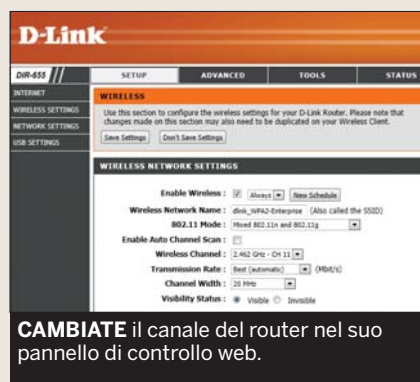 D-Link
DIR-655
SETUP ADVANCED TOOLS STATUS
INTERNET
WIRELESS SETTINGS
NETWORK SETTINGS
USB SETTINGS
WIRELESS
Use this section to configure the wireless settings for your D-Link Router. Please note that
changes made on this section may also need to be duplicated on your Wireless Client.
Save Settings Don't Save Settings
WIRELESS NETWORK SETTINGS
Enable Wireless : Always New Schedule
Wireless Network Name : dlink_WPA2-Enterprise (Also called the SSID)
802.11 Mode : Mixed 802.11n and 802.11g
Enable Auto Channel Scan :
Wireless Channel : 2.462 GHz - CH 11
Transmission Rate : Best (automatic) (Mbit/s)
Channel Width : 20 MHz
Visibility Status : Visible Invisible
CAMBIATE il canale del router nel suo
pannello di controllo web.